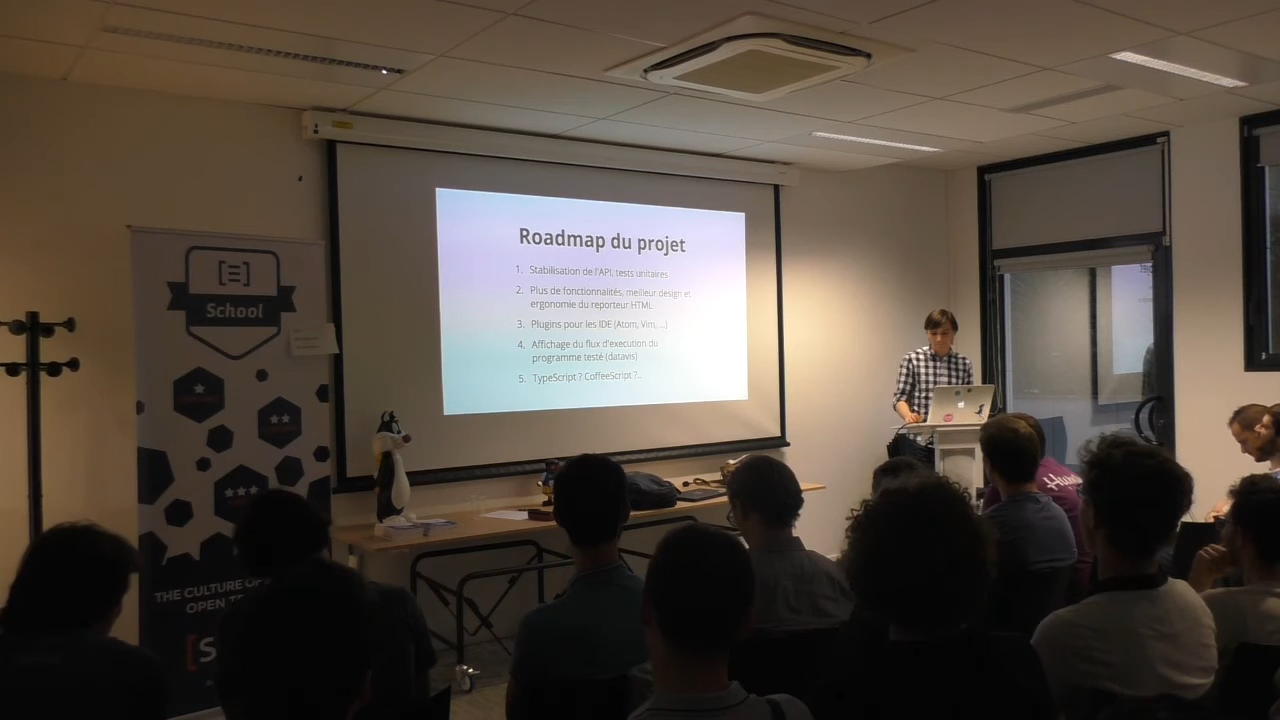 Roadmap du projet
1. Stabilisation de l'API, tests unitaires
2. Plus de fonctionnalités, meilleur design et
ergonomie du reporteur HTML
3. Plugins pour les IDE (Atom, Vim, ...)
4. Affichage du flux d'execution du
programme testé (datavis)
5. TypeScript ? CoffeeScript ?..
School
THE CULTURE OF
OPEN
[S